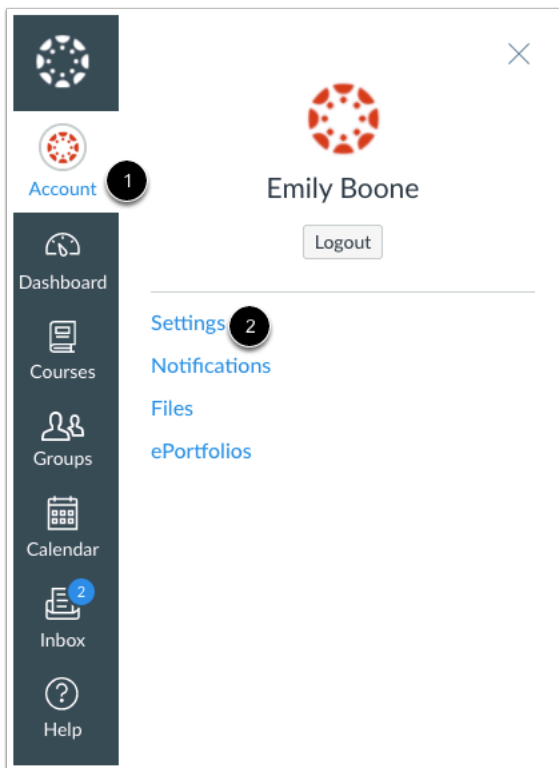 Account
1
Dashboard
Courses
Groups
Calendar
2
Inbox
Help
Emily Boone
Logout
Settings
2
Notifications
Files
ePortfolios